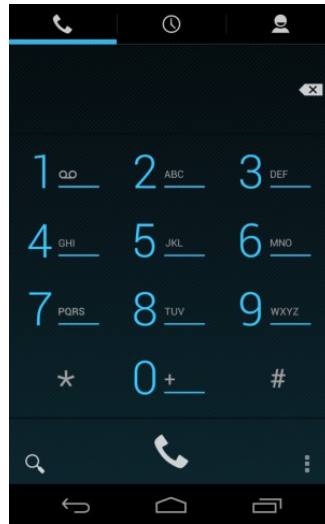 1 2 ABC 3 DEF
4 GHI 5 JKL 6 MNO
7 PQRS 8 TUV 9 WXYZ
* 0 + #